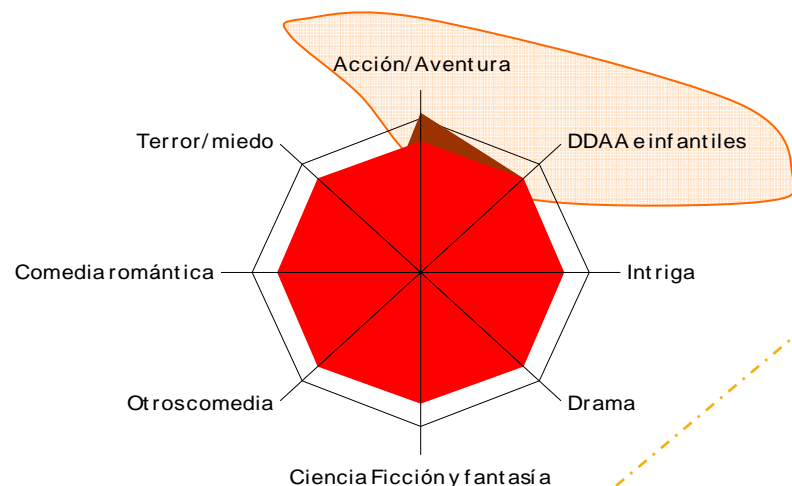 Acción/Aventura
Terror/miedo
DDAA e infantiles
Comedia romántica
Intriga
Otros comedia
Drama
Ciencia Ficción y fantasía